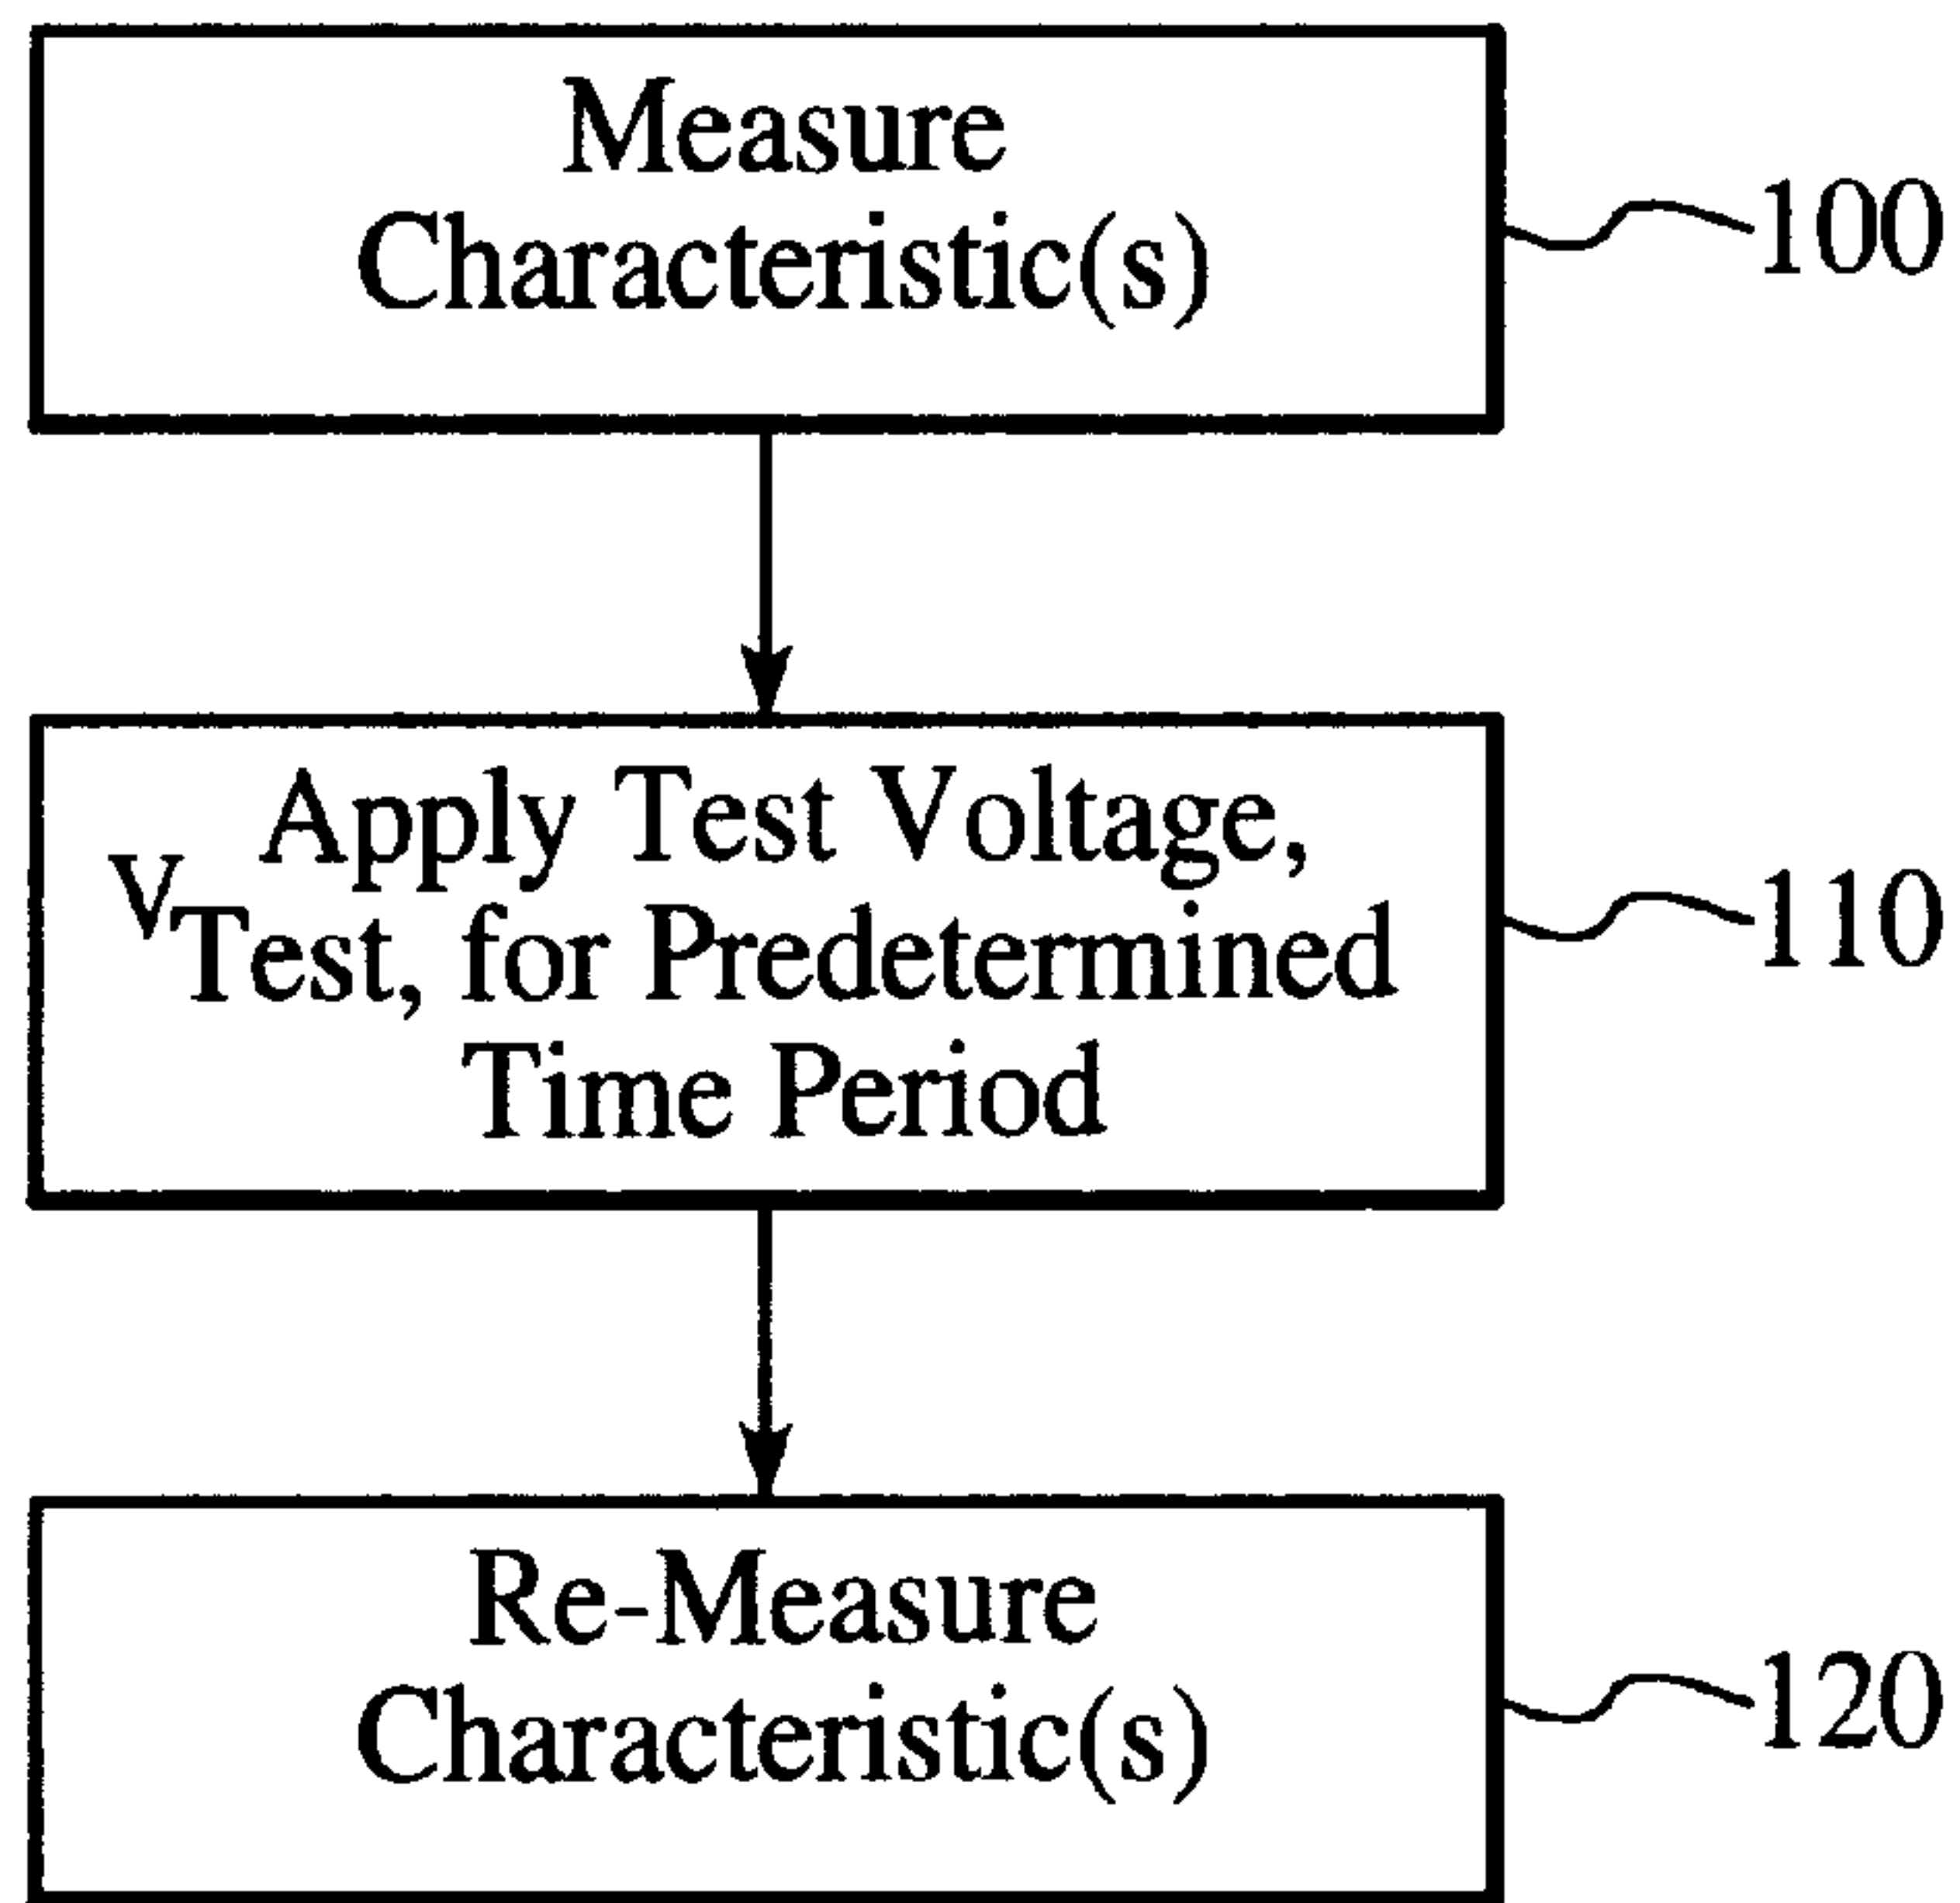 Measure
Characteristic(s)
100
Apply Test Voltage,
VTest, for Predetermined
Time Period
110
Re-Measure
Characteristic(s)
120